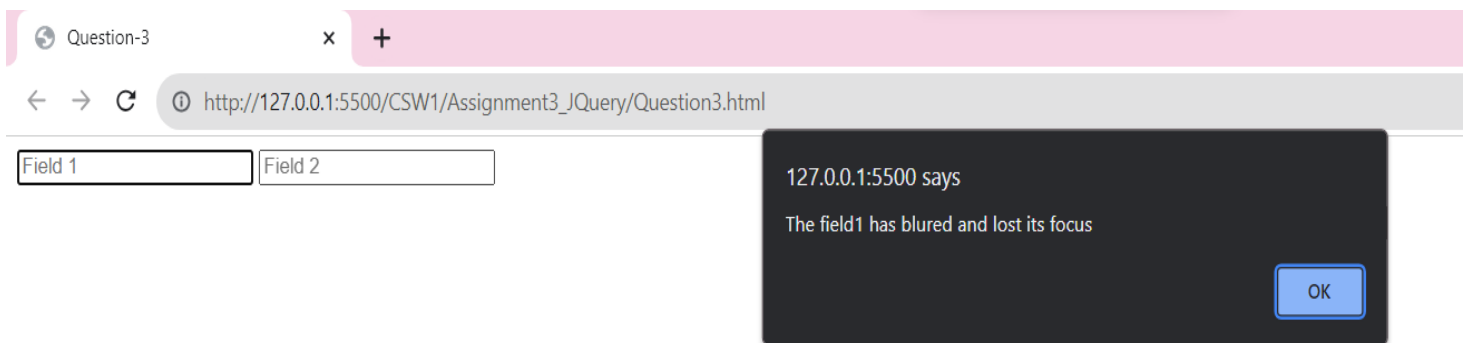 Question-3
http://127.0.0.1:5500/CSW1/Assignment3_JQuery/Question3.html
Field 1 Field 2
127.0.0.1:5500 says
The field1 has blured and lost its focus
OK